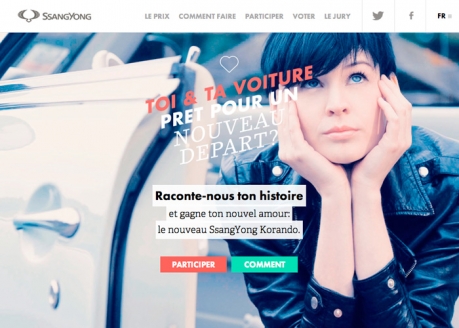 SSANGYONG LE PRIX COMMENT FAIRE PARTICIPER VOTER LE JURY f FR
TOI & TA VOITURE
PRET POUR UN
NOUVEAU
DEPART?
Raconte-nous ton histoire
et gagne ton nouvel amour:
le nouveau SsangYong Korando.
PARTICIPER COMMENT